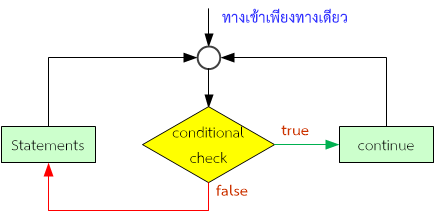 ทางเข้าเพียงทางเดียว
conditional
check
true
Statements
continue
false